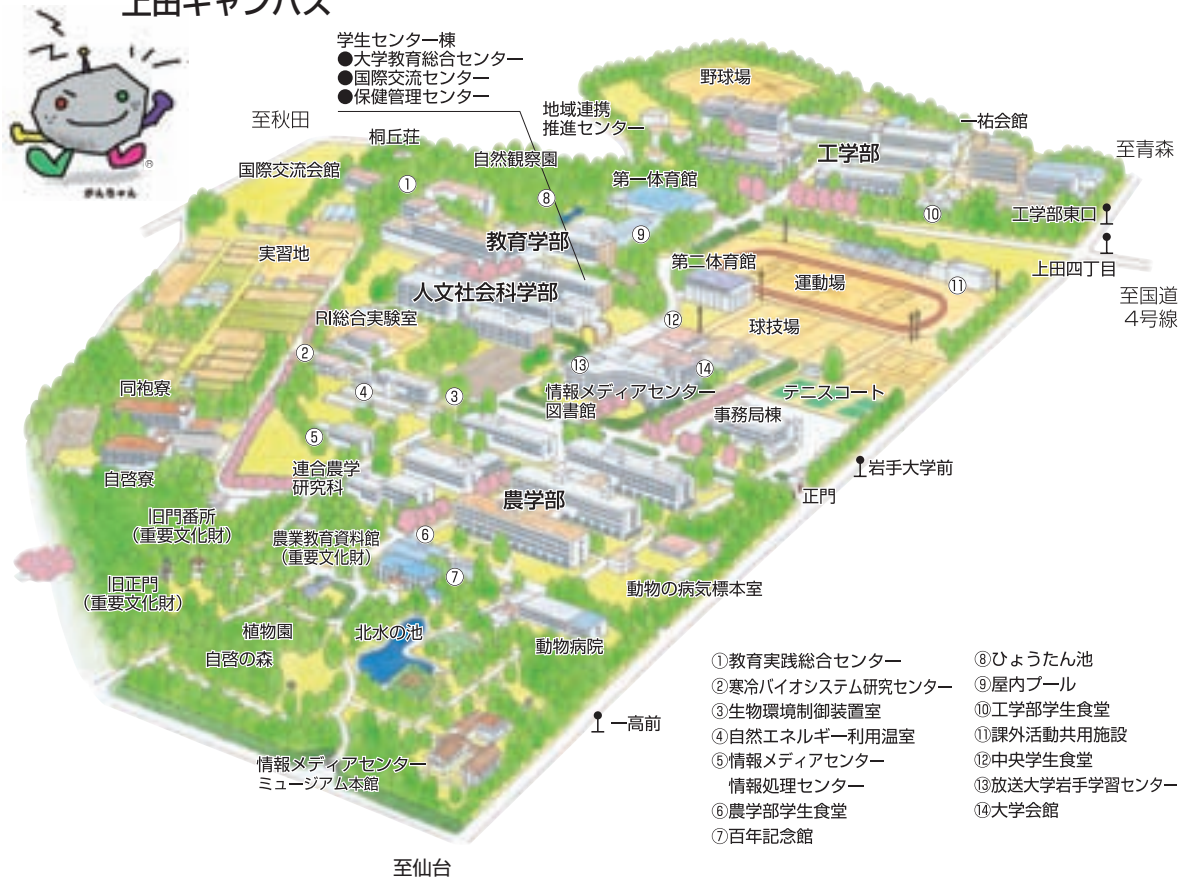 上田キャンパス
がんちゃん
®
学生センター棟
●大学教育総合センター
●国際交流センター
●保健管理センター
野球場
地域連携
推進センター
一祐会館
至秋田
桐丘荘
工学部
至青森
自然観察園
国際交流会館
第一体育館
①
⑧
⑩
工学部東口
⑨
教育学部
実習地
第二体育館
運動場
上田四丁目
⑪
人文社会科学部
至国道
4号線
RI総合実験室
⑫
球技場
②
⑬
⑭
同袍寮
④
③
情報メディアセンター
図書館
テニスコート
事務局棟
⑤
連合農学
研究科
岩手大学前
自啓寮
正門
農学部
旧門番所
(重要文化財)
農業教育資料館
(重要文化財)
⑥
⑦
旧正門
(重要文化財)
動物の病気標本室
植物園
北水の池
動物病院
自啓の森
一高前
情報メディアセンター
ミュージアム本館
至仙台
①教育実践総合センター
②寒冷バイオシステム研究センター
③生物環境制御装置室
④自然エネルギー利用温室
⑤情報メディアセンター
情報処理センター
⑥農学部学生食堂
⑦百年記念館
⑧ひょうたん池
⑨屋内プール
⑩工学部学生食堂
⑪課外活動共用施設
⑫中央学生食堂
⑬放送大学岩手学習センター
⑭大学会館